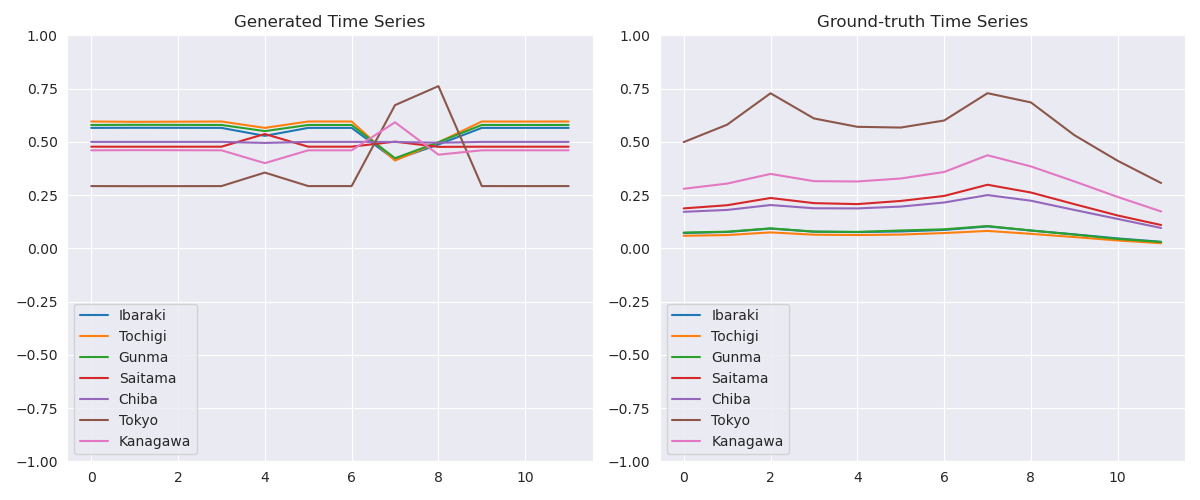 Generated Time Series
1.00
0.75
0.50
0.25
0.00
−0.25
−0.50
−0.75
−1.00
0 2 4 6 8 10
Ibaraki
Tochigi
Gunma
Saitama
Chiba
Tokyo
Kanagawa
Ground-truth Time Series
1.00
0.75
0.50
0.25
0.00
−0.25
−0.50
−0.75
−1.00
0 2 4 6 8 10
Ibaraki
Tochigi
Gunma
Saitama
Chiba
Tokyo
Kanagawa